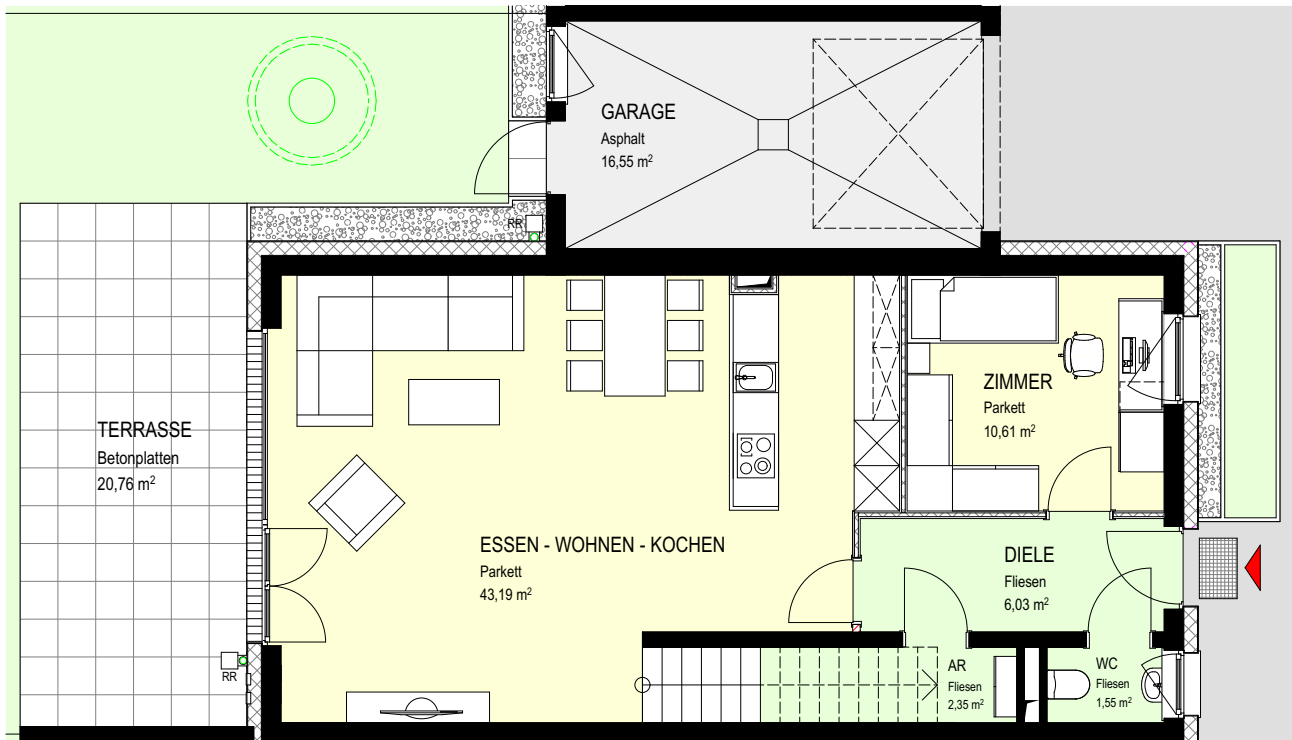 GARAGE
Asphalt
16,55 m²
RR
ZIMMER
Parkett
10,61 m²
TERRASSE
Betonplatten
20,76 m²
ESSEN - WOHNEN - KOCHEN
Parkett
43,19 m²
DIELE
Fliesen
6,03 m²
RR
AR
Fliesen
2,35 m²
WC
Fliesen
1,55 m²